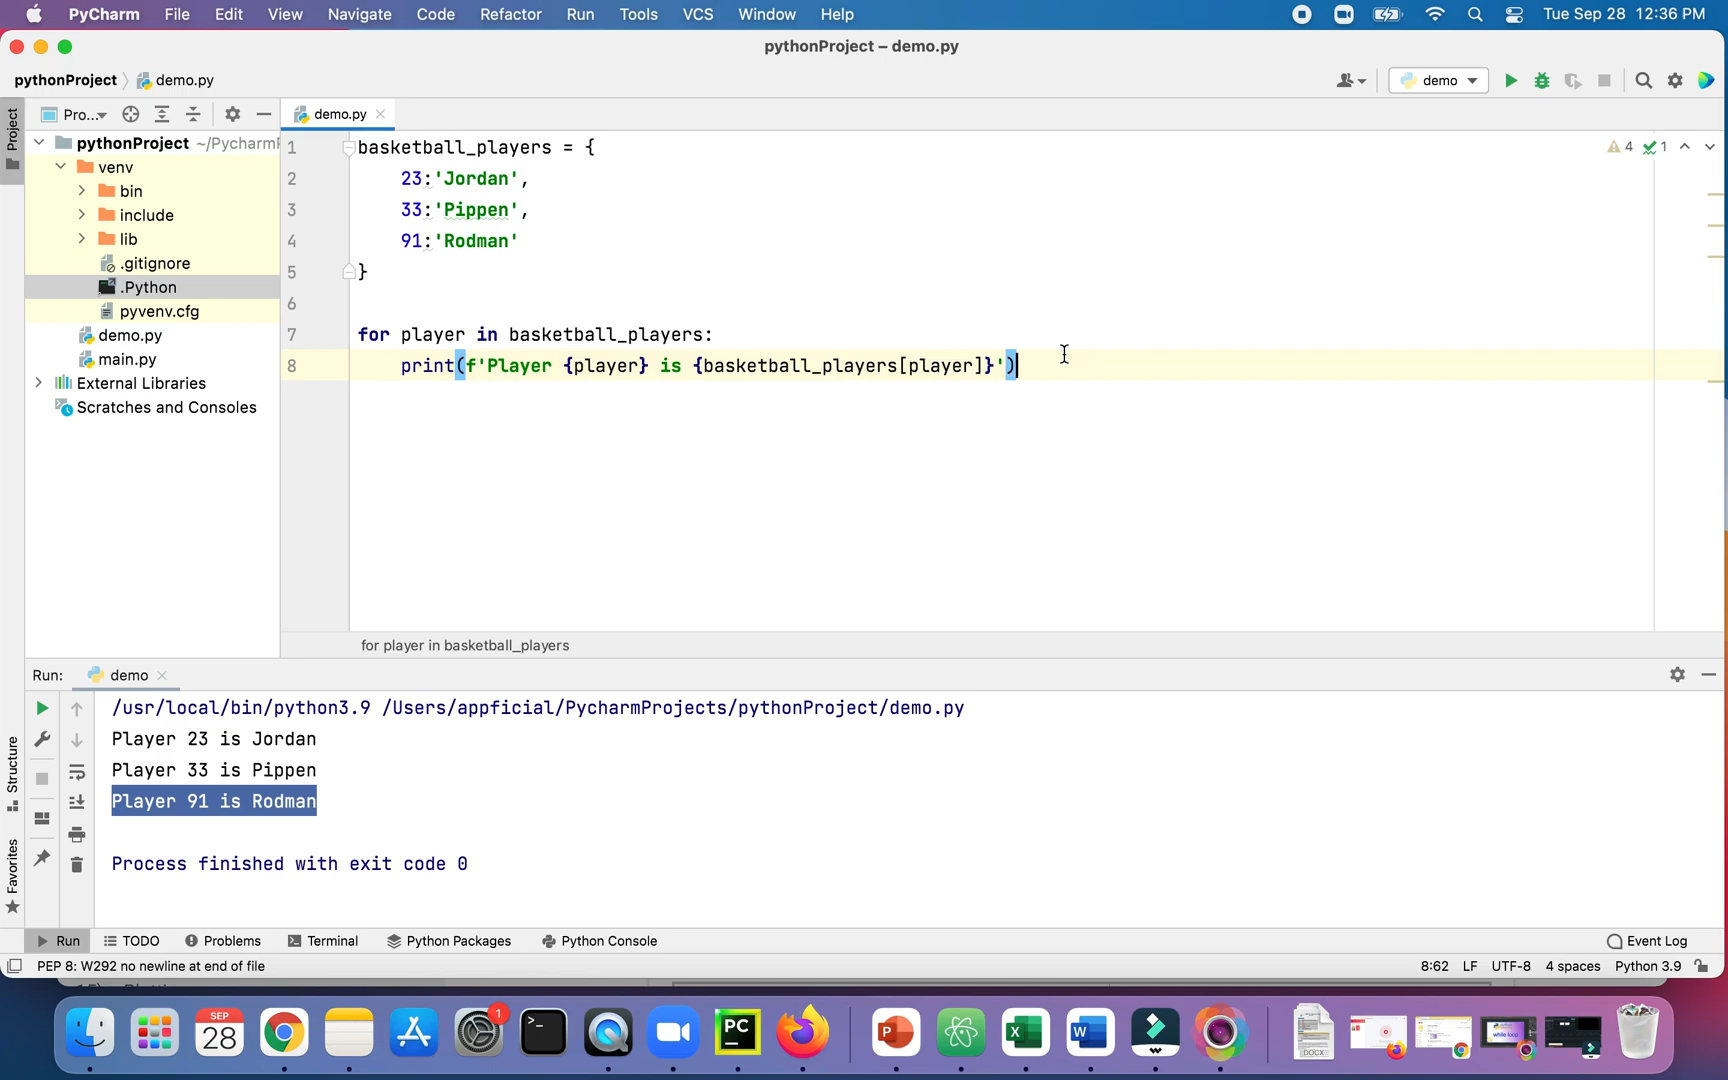 PyCharm File Edit View Navigate Code Refactor Run Tools VCS Window Help Tue Sep 28 12:36 PM
pythonProject – demo.py
pythonProject demo.py demo
Project
Pro... demo.py
pythonProject ~/Pycharm
venv
bin
include
lib
.gitignore
.Python
pyvenv.cfg
demo.py
main.py
External Libraries
Scratches and Consoles
1 basketball_players = {
2 23:'Jordan',
3 33:'Pippen',
4 91:'Rodman'
5 }
6
7 for player in basketball_players:
8 print(f'Player {player} is {basketball_players[player]}')
4 1
for player in basketball_players
Run: demo
/usr/local/bin/python3.9 /Users/appficial/PycharmProjects/pythonProject/demo.py
Player 23 is Jordan
Player 33 is Pippen
Player 91 is Rodman
Process finished with exit code 0
Structure
Favorites
Run TODO Problems Terminal Python Packages Python Console Event Log
PEP 8: W292 no newline at end of file 8:62 LF UTF-8 4 spaces Python 3.9
SEP
28
1
PC
P
X
W
DOCX
while loop